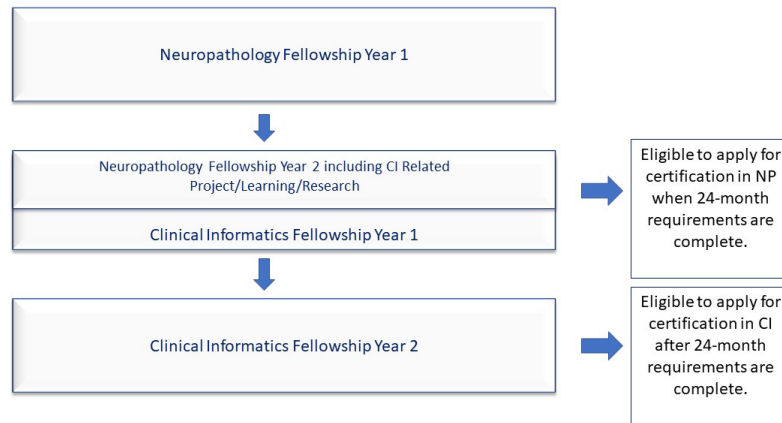 Neuropathology Fellowship Year 1
Neuropathology Fellowship Year 2 including CI Related
Project/Learning/Research
Clinical Informatics Fellowship Year 1
Eligible to apply for
certification in NP
when 24-month
requirements are
complete.
Clinical Informatics Fellowship Year 2
Eligible to apply for
certification in CI
after 24-month
requirements are
complete.